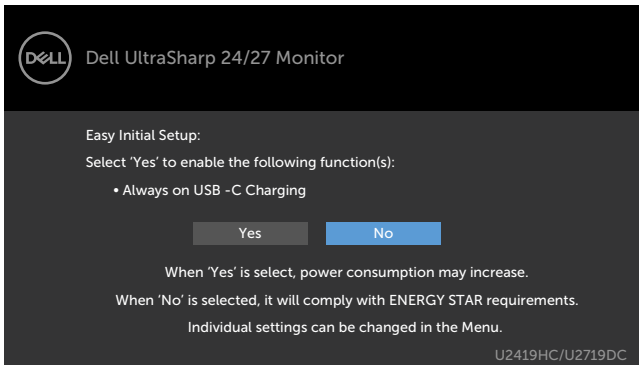 DELL
Dell UltraSharp 24/27 Monitor
Easy Initial Setup:
Select ‘Yes’ to enable the following function(s):
• Always on USB -C Charging
Yes No
When ‘Yes’ is select, power consumption may increase.
When ‘No’ is selected, it will comply with ENERGY STAR requirements.
Individual settings can be changed in the Menu.
U2419HC/U2719DC